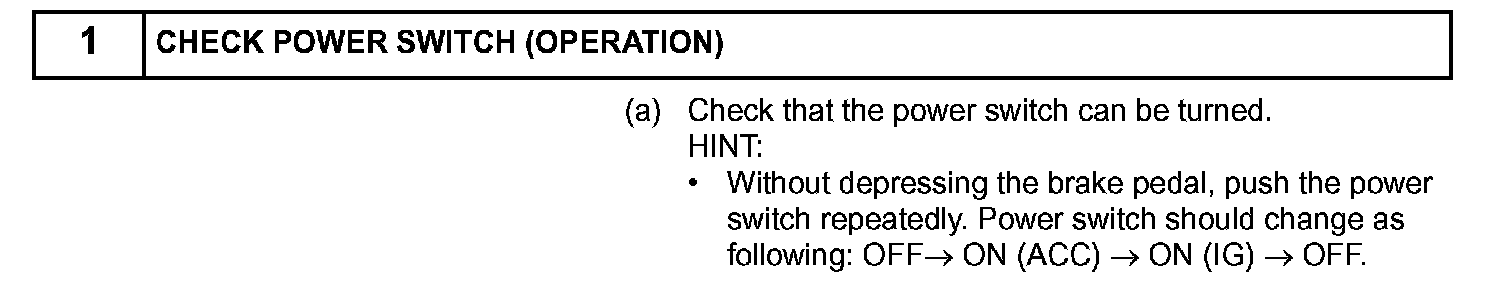 1 CHECK POWER SWITCH (OPERATION)
(a) Check that the power switch can be turned.
HINT:
• Without depressing the brake pedal, push the power
switch repeatedly. Power switch should change as
following: OFF→ ON (ACC) → ON (IG) → OFF.